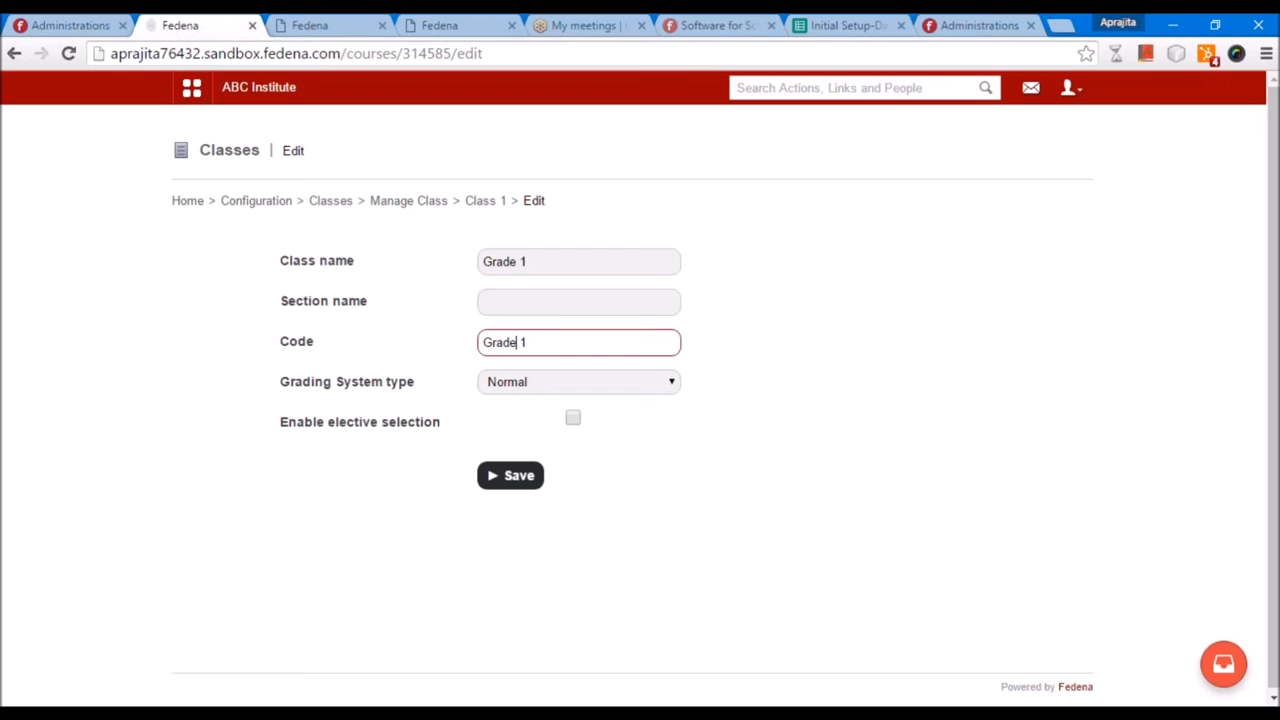 Administrations
Fedena
Fedena
Fedena
My meetings |
Software for Sc
Initial Setup-De
Administrations
Aprajita
aprajita76432.sandbox.fedena.com/courses/314585/edit
4
ABC Institute
Search Actions, Links and People
Classes | Edit
Home > Configuration > Classes > Manage Class > Class 1 > Edit
Class name
Grade 1
Section name
Code
Grade 1
Grading System type
Normal
Enable elective selection
Save
Powered by Fedena